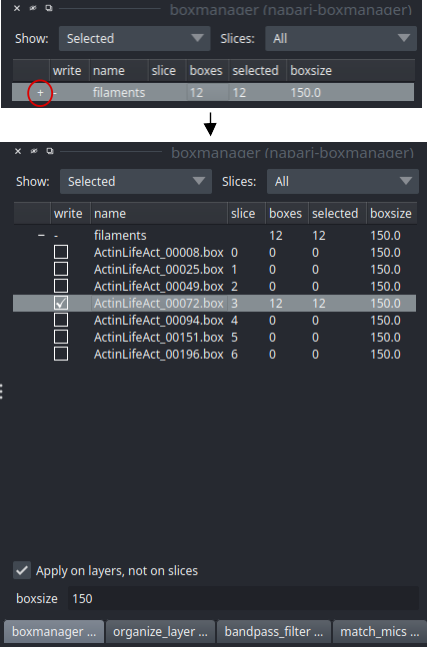 boxmanager (napari-boxmanager)
Show: Selected Slices: All
write name slice boxes selected boxsize
+ - filaments 12 12 150.0
boxmanager (napari-boxmanager)
Show: Selected Slices: All
write name slice boxes selected boxsize
− - filaments 12 12 150.0
ActinLifeAct_00008.box 0 0 0 150.0
ActinLifeAct_00025.box 1 0 0 150.0
ActinLifeAct_00049.box 2 0 0 150.0
ActinLifeAct_00072.box 3 12 12 150.0
ActinLifeAct_00094.box 4 0 0 150.0
ActinLifeAct_00151.box 5 0 0 150.0
ActinLifeAct_00196.box 6 0 0 150.0
Apply on layers, not on slices
boxsize 150
boxmanager ... organize_layer ... bandpass_filter ... match_mics ...